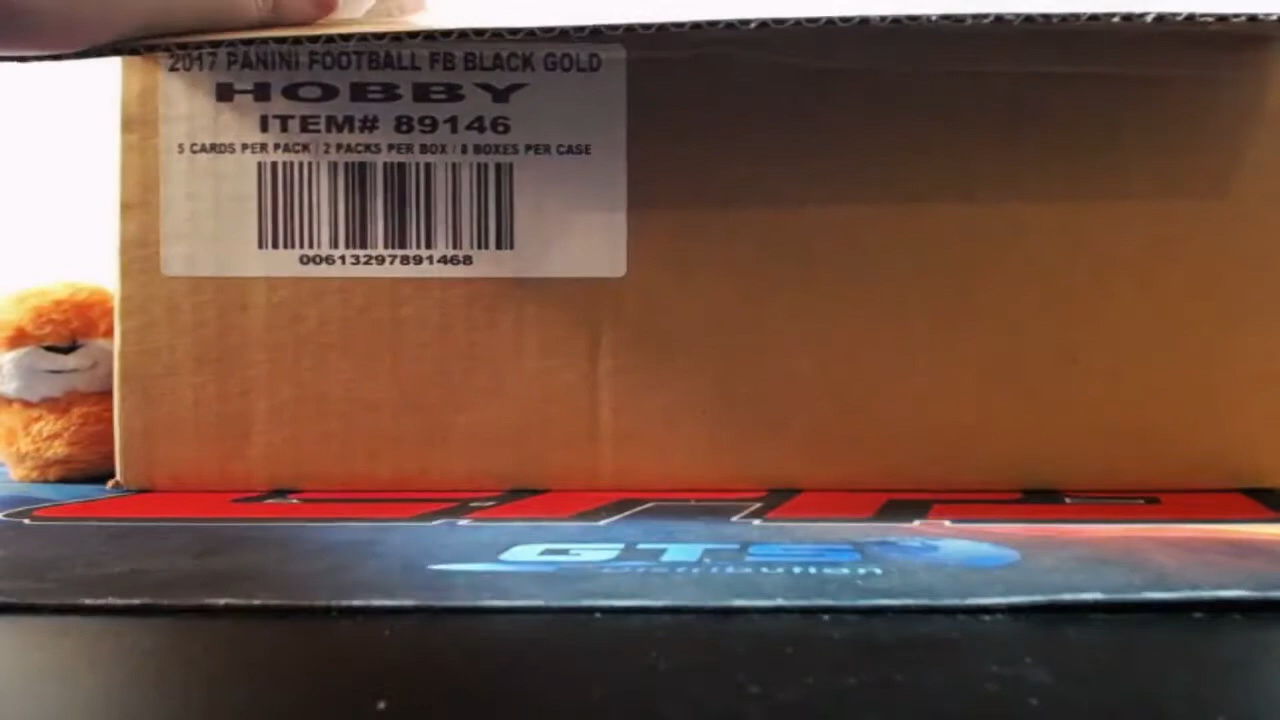 2017 PANINI FOOTBALL FB BLACK GOLD
HOBBY
ITEM# 89146
5 CARDS PER PACK / 2 PACKS PER BOX / 8 BOXES PER CASE
00613297891468
GTS
distribution